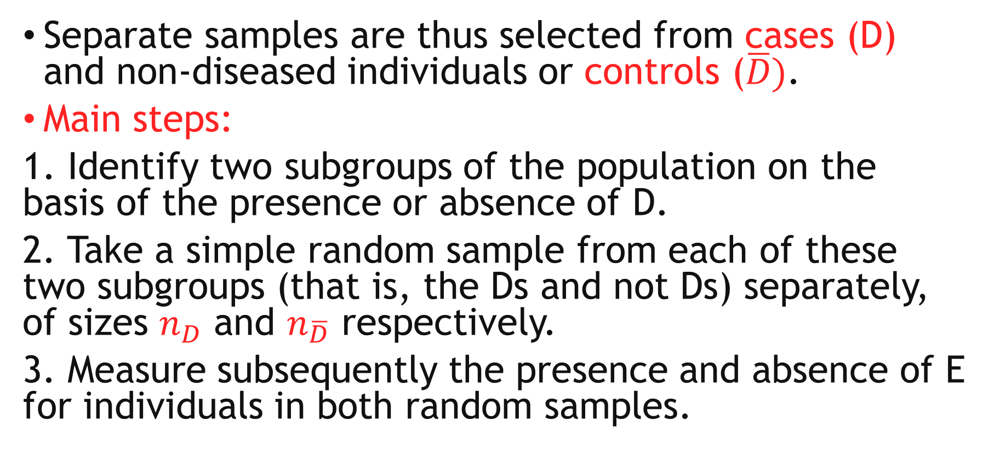 • Separate samples are thus selected from cases (D)
and non-diseased individuals or controls (D̅).
• Main steps:
1. Identify two subgroups of the population on the
basis of the presence or absence of D.
2. Take a simple random sample from each of these
two subgroups (that is, the Ds and not Ds) separately,
of sizes n_D and n_D̅ respectively.
3. Measure subsequently the presence and absence of E
for individuals in both random samples.